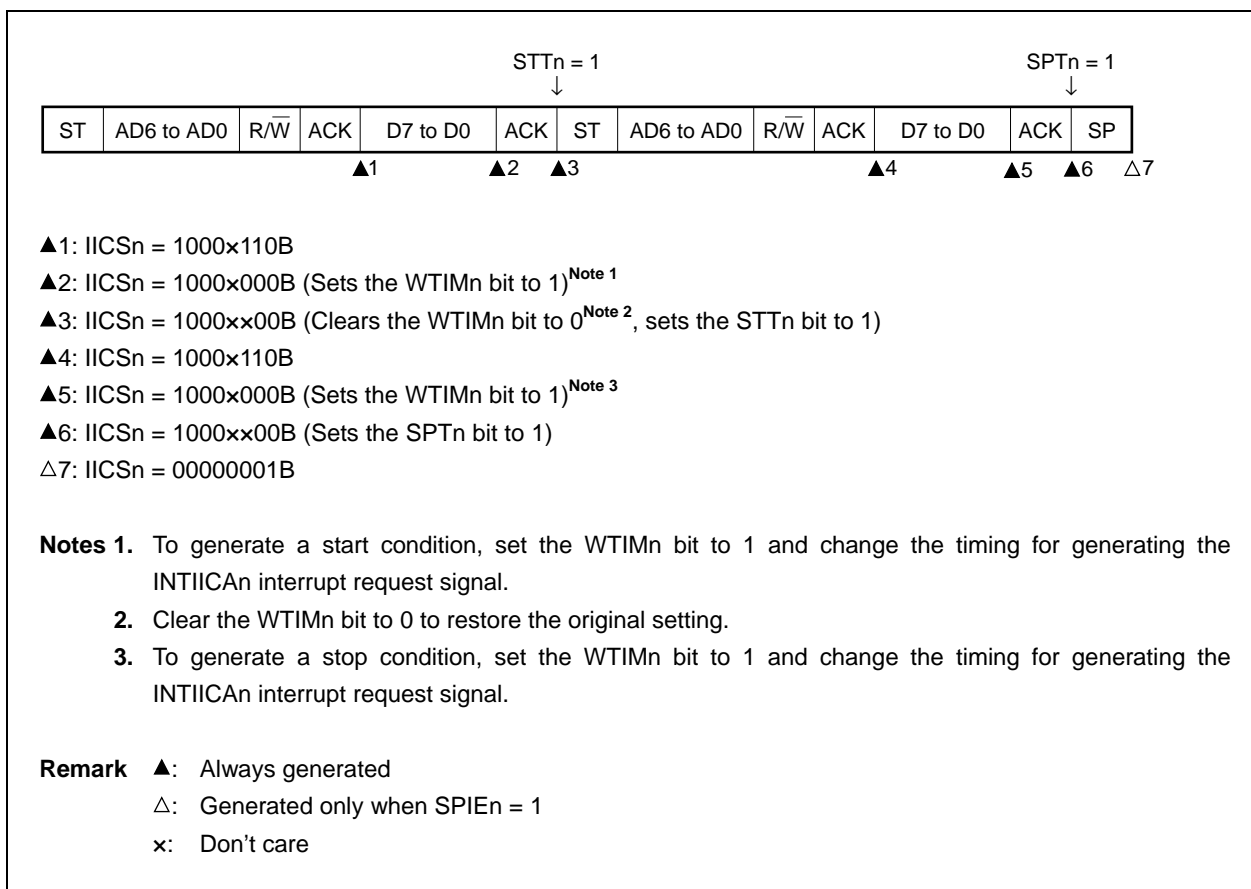 STTn = 1 SPTn = 1
↓ ↓
ST AD6 to AD0 R/W̅ ACK D7 to D0 ACK ST AD6 to AD0 R/W̅ ACK D7 to D0 ACK SP
▲1 ▲2 ▲3 ▲4 ▲5 ▲6 △7
▲1: IICSn = 1000×110B
▲2: IICSn = 1000×000B (Sets the WTIMn bit to 1)Note 1
▲3: IICSn = 1000××00B (Clears the WTIMn bit to 0Note 2, sets the STTn bit to 1)
▲4: IICSn = 1000×110B
▲5: IICSn = 1000×000B (Sets the WTIMn bit to 1)Note 3
▲6: IICSn = 1000××00B (Sets the SPTn bit to 1)
△7: IICSn = 00000001B
Notes 1. To generate a start condition, set the WTIMn bit to 1 and change the timing for generating the
INTIICAn interrupt request signal.
2. Clear the WTIMn bit to 0 to restore the original setting.
3. To generate a stop condition, set the WTIMn bit to 1 and change the timing for generating the
INTIICAn interrupt request signal.
Remark ▲: Always generated
△: Generated only when SPIEn = 1
×: Don't care